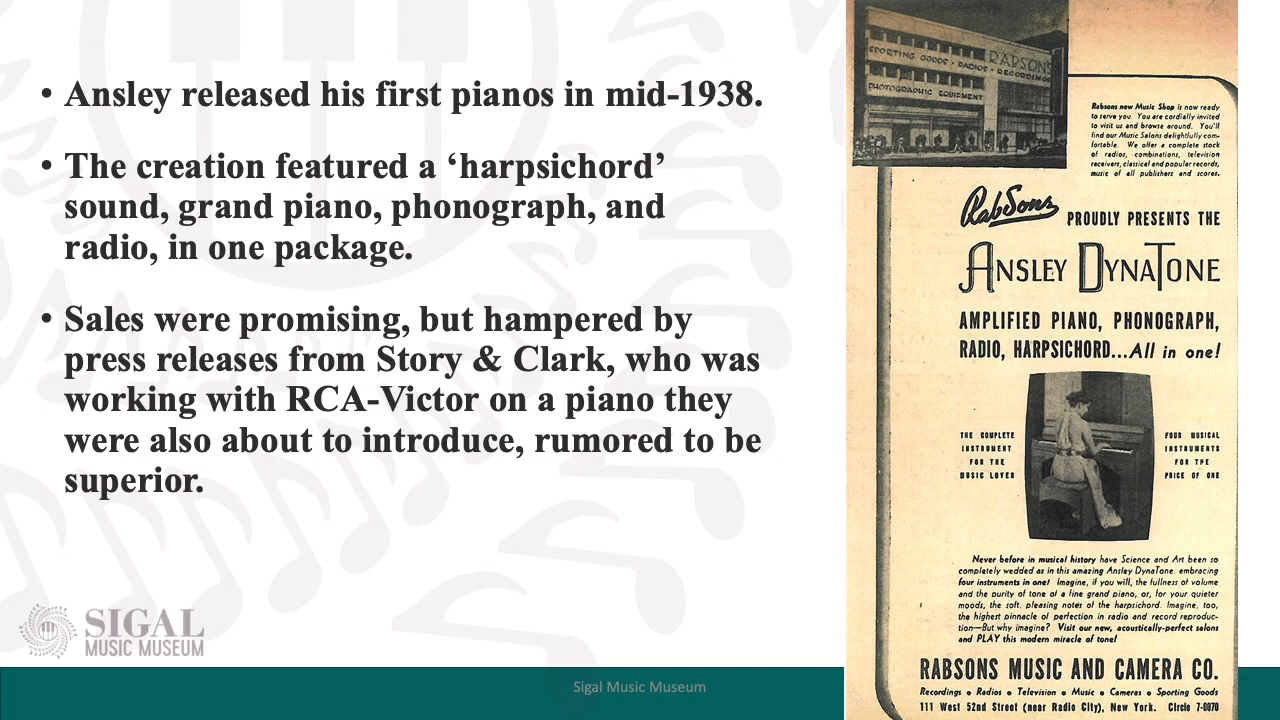 • Ansley released his first pianos in mid-1938.
• The creation featured a ‘harpsichord’
sound, grand piano, phonograph, and
radio, in one package.
• Sales were promising, but hampered by
press releases from Story & Clark, who was
working with RCA-Victor on a piano they
were also about to introduce, rumored to be
superior.
SIGAL
MUSIC MUSEUM
Sigal Music Museum
RABSONS
SPORTING GOODS • RADIOS • RECORDINGS
PHOTOGRAPHIC EQUIPMENT
Rabsons new Music Shop is now ready
to serve you. You are cordially invited
to visit us and browse around. You'll
find our Music Salons delightfully com-
fortable. We offer a complete stock
of radios, combinations, television
receivers, classical and popular records,
music of all publishers and scores.
RabSons PROUDLY PRESENTS THE
ANSLEY DYNATONE
AMPLIFIED PIANO, PHONOGRAPH,
RADIO, HARPSICHORD...All in one!
THE COMPLETE
INSTRUMENT
FOR THE
MUSIC LOVER
FOUR MUSICAL
INSTRUMENTS
FOR THE
PRICE OF ONE
Never before in musical history have Science and Art been so
completely wedded as in this amazing Ansley DynaTone, embracing
four instruments in one! Imagine, if you will, the fullness of volume
and the purity of tone of a fine grand piano, or, for your quieter
moods, the soft, pleasing notes of the harpsichord. Imagine, too,
the highest pinnacle of perfection in radio and record reproduc-
tion—But why imagine? Visit our new, acoustically-perfect salons
and PLAY this modern miracle of tone!
RABSONS MUSIC AND CAMERA CO.
Recordings • Radios • Television • Music • Cameras • Sporting Goods
111 West 52nd Street (near Radio City), New York. Circle 7-0070